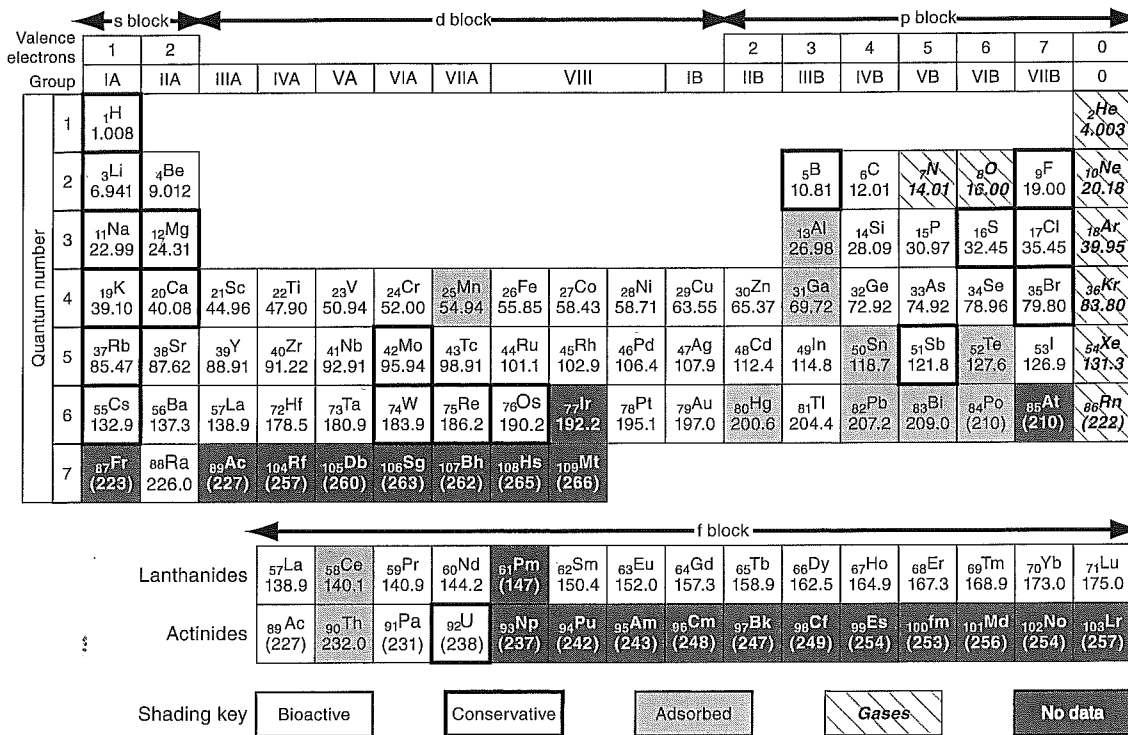 s block d block p block
Valence electrons 1 2 2 3 4 5 6 7 0
Group IA IIA IIIA IVA VA VIA VIIA VIII IB IIB IIIB IVB VB VIB VIIB 0
Quantum number
1 1H 2He
1.008 4.003
2 3Li 4Be 5B 6C 7N 8O 9F 10Ne
6.941 9.012 10.81 12.01 14.01 16.00 19.00 20.18
3 11Na 12Mg 13Al 14Si 15P 16S 17Cl 18Ar
22.99 24.31 26.98 28.09 30.97 32.45 35.45 39.95
4 19K 20Ca 21Sc 22Ti 23V 24Cr 25Mn 26Fe 27Co 28Ni 29Cu 30Zn 31Ga 32Ge 33As 34Se 35Br 36Kr
39.10 40.08 44.96 47.90 50.94 52.00 54.94 55.85 58.43 58.71 63.55 65.37 69.72 72.92 74.92 78.96 79.80 83.80
5 37Rb 38Sr 39Y 40Zr 41Nb 42Mo 43Tc 44Ru 45Rh 46Pd 47Ag 48Cd 49In 50Sn 51Sb 52Te 53I 54Xe
85.47 87.62 88.91 91.22 92.91 95.94 98.91 101.1 102.9 106.4 107.9 112.4 114.8 118.7 121.8 127.6 126.9 131.3
6 55Cs 56Ba 57La 72Hf 73Ta 74W 75Re 76Os 77Ir 78Pt 79Au 80Hg 81Tl 82Pb 83Bi 84Po 85At 86Rn
132.9 137.3 138.9 178.5 180.9 183.9 186.2 190.2 192.2 195.1 197.0 200.6 204.4 207.2 209.0 (210) (210) (222)
7 87Fr 88Ra 89Ac 104Rf 105Db 106Sg 107Bh 108Hs 109Mt
(223) 226.0 (227) (257) (260) (263) (262) (265) (266)
f block
Lanthanides 57La 58Ce 59Pr 60Nd 61Pm 62Sm 63Eu 64Gd 65Tb 66Dy 67Ho 68Er 69Tm 70Yb 71Lu
138.9 140.1 140.9 144.2 (147) 150.4 152.0 157.3 158.9 162.5 164.9 167.3 168.9 173.0 175.0
Actinides 89Ac 90Th 91Pa 92U 93Np 94Pu 95Am 96Cm 97Bk 98Cf 99Es 100fm 101Md 102No 103Lr
(227) 232.0 (231) (238) (237) (242) (243) (248) (247) (249) (254) (253) (256) (254) (257)
Shading key Bioactive Conservative Adsorbed Gases No data